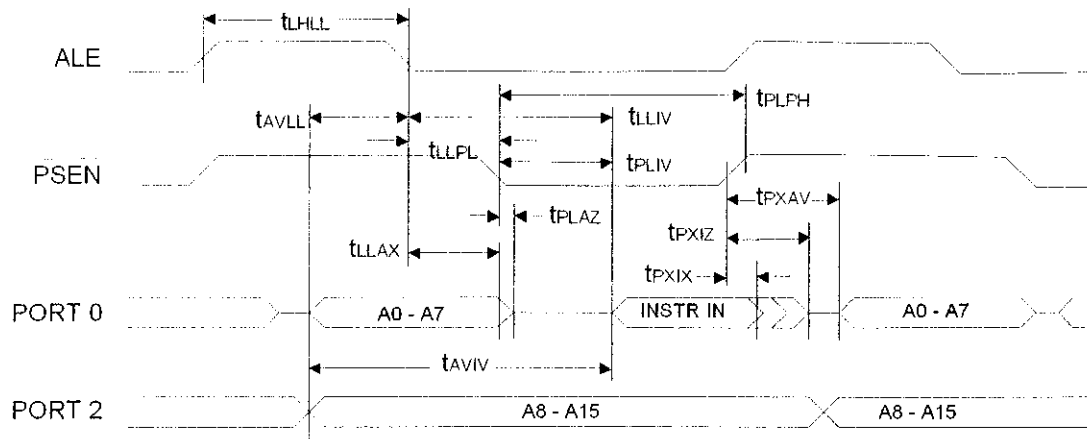 tLHLL
ALE
tAVLL
tLLIV
tPLPH
tLLPL
PSEN
tPLIV
tPXAV
tPLAZ
tLLAX
tPXIZ
tPXIX
PORT 0
A0 - A7
INSTR IN
A0 - A7
tAVIV
PORT 2
A8 - A15
A8 - A15